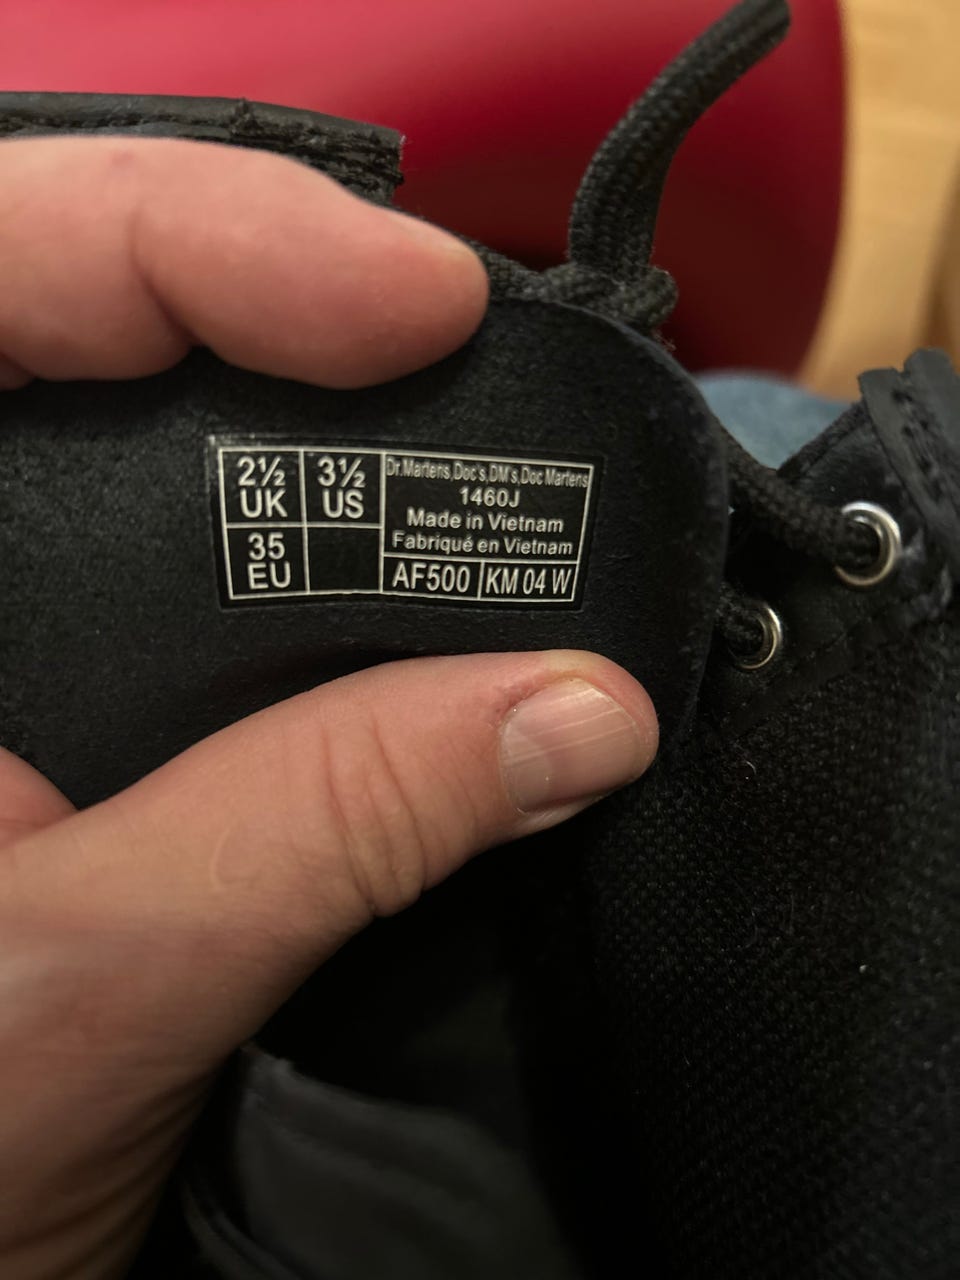 2½
UK
3½
US
35
EU
Dr.Martens,Doc's,DM's,Doc Martens
1460J
Made in Vietnam
Fabriqué en Vietnam
AF500
KM 04 W